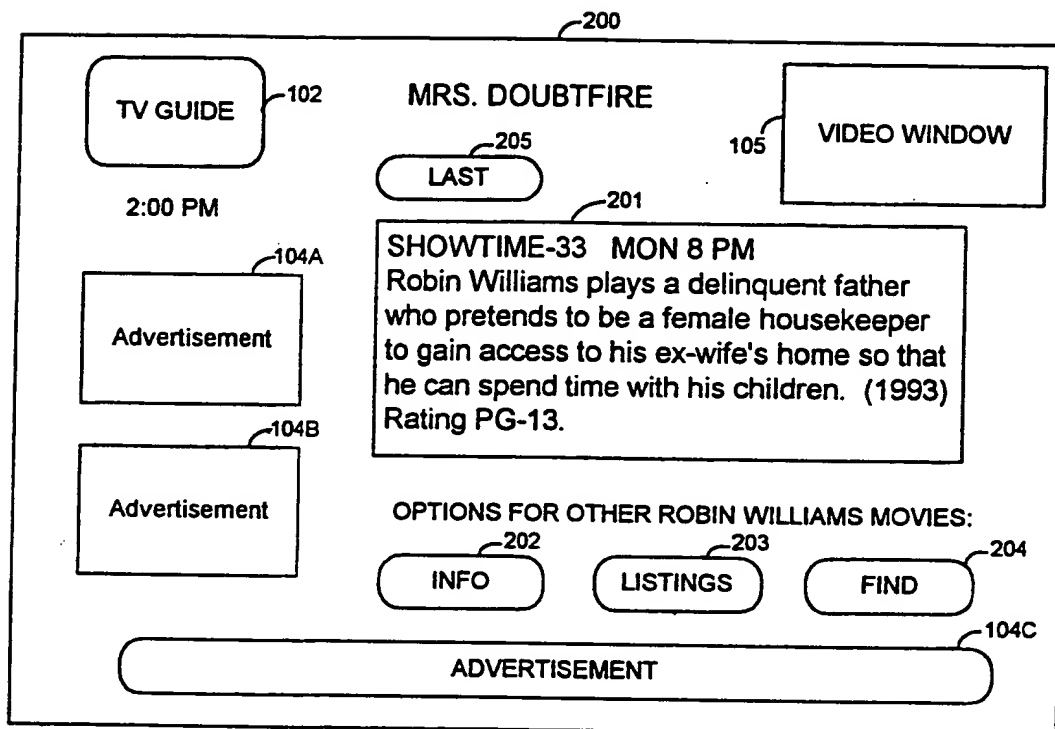 200
TV GUIDE
102
MRS. DOUBTFIRE
105
VIDEO WINDOW
205
LAST
2:00 PM
201
SHOWTIME-33 MON 8 PM
Robin Williams plays a delinquent father
who pretends to be a female housekeeper
to gain access to his ex-wife's home so that
he can spend time with his children. (1993)
Rating PG-13.
104A
Advertisement
104B
Advertisement
OPTIONS FOR OTHER ROBIN WILLIAMS MOVIES:
202
INFO
203
LISTINGS
204
FIND
104C
ADVERTISEMENT